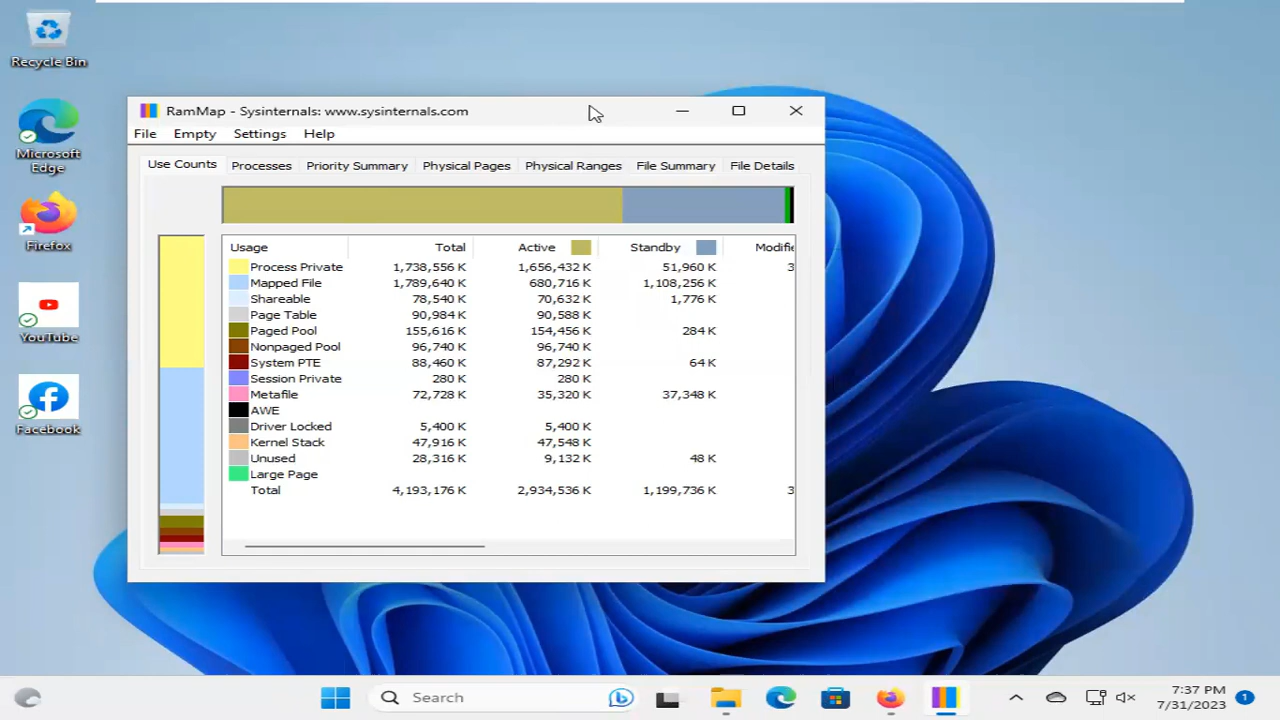 Recycle Bin
Microsoft
Edge
Firefox
YouTube
Facebook
RamMap - Sysinternals: www.sysinternals.com
File Empty Settings Help
Use Counts Processes Priority Summary Physical Pages Physical Ranges File Summary File Details
Usage Total Active Standby Modifie
Process Private 1,738,556 K 1,656,432 K 51,960 K 3
Mapped File 1,789,640 K 680,716 K 1,108,256 K
Shareable 78,540 K 70,632 K 1,776 K
Page Table 90,984 K 90,588 K
Paged Pool 155,616 K 154,456 K 284 K
Nonpaged Pool 96,740 K 96,740 K
System PTE 88,460 K 87,292 K 64 K
Session Private 280 K 280 K
Metafile 72,728 K 35,320 K 37,348 K
AWE
Driver Locked 5,400 K 5,400 K
Kernel Stack 47,916 K 47,548 K
Unused 28,316 K 9,132 K 48 K
Large Page
Total 4,193,176 K 2,934,536 K 1,199,736 K 3
Search
7:37 PM
7/31/2023
1